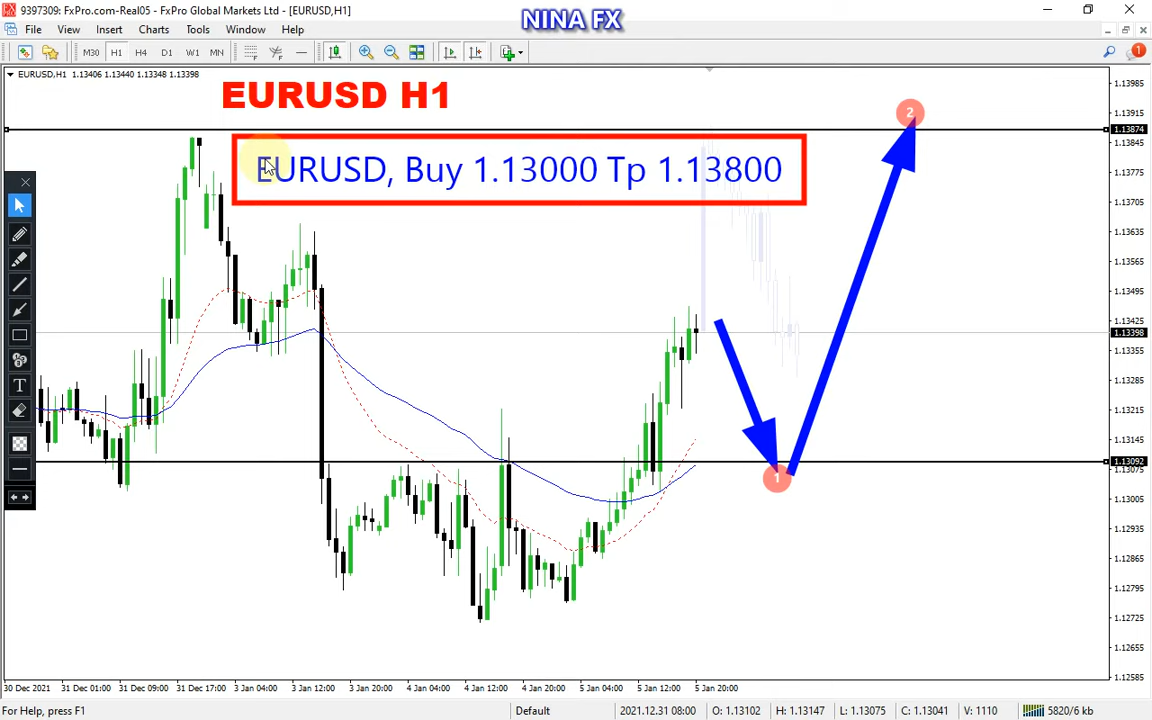 9397309: FxPro.com-Real05 - FxPro Global Markets Ltd - [EURUSD,H1]
NINA FX
File View Insert Charts Tools Window Help
M30 H1 H4 D1 W1 MN
1
EURUSD,H1 1.13406 1.13440 1.13348 1.13398
EURUSD H1
EURUSD, Buy 1.13000 Tp 1.13800
2
1
T
1.13985
1.13915
1.13874
1.13845
1.13775
1.13705
1.13635
1.13565
1.13495
1.13425
1.13398
1.13355
1.13285
1.13215
1.13145
1.13092
1.13075
1.13005
1.12935
1.12865
1.12795
1.12725
1.12655
1.12585
30 Dec 2021 31 Dec 01:00 31 Dec 09:00 31 Dec 17:00 3 Jan 04:00 3 Jan 12:00 3 Jan 20:00 4 Jan 04:00 4 Jan 12:00 4 Jan 20:00 5 Jan 04:00 5 Jan 12:00 5 Jan 20:00
For Help, press F1 Default 2021.12.31 08:00 O: 1.13102 H: 1.13147 L: 1.13075 C: 1.13041 V: 1110 5820/6 kb